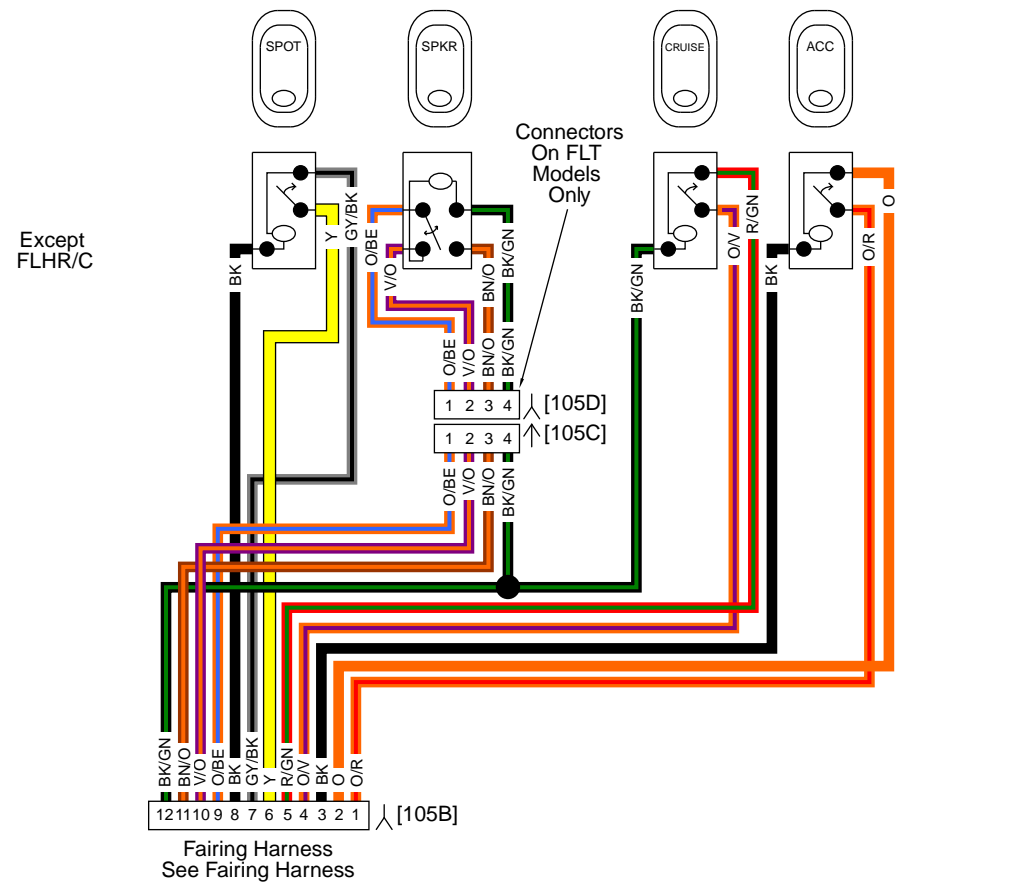 SPOT
SPKR
CRUISE
ACC
Connectors
On FLT
Models
Only
Except
FLHR/C
BK
Y
GY/BK
O/BE
V/O
BN/O
BK/GN
BK/GN
O/V
R/GN
BK
O/R
O
O/BE
V/O
BN/O
BK/GN
1 2 3 4 [105D]
1 2 3 4 [105C]
O/BE
V/O
BN/O
BK/GN
BK/GN
BN/O
V/O
O/BE
BK
GY/BK
Y
R/GN
O/V
BK
O
O/R
12 11 10 9 8 7 6 5 4 3 2 1 [105B]
Fairing Harness
See Fairing Harness